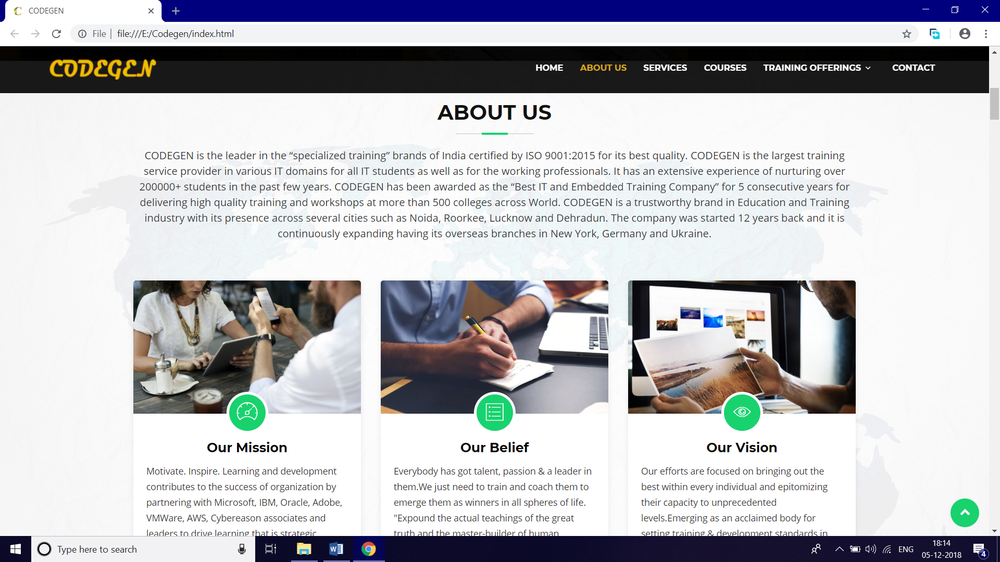 CODEGEN
File
file:///E:/Codegen/index.html
CODEGEN
HOME ABOUT US SERVICES COURSES TRAINING OFFERINGS CONTACT
ABOUT US
CODEGEN is the leader in the “specialized training” brands of India certified by ISO 9001:2015 for its best quality. CODEGEN is the largest training
service provider in various IT domains for all IT students as well as for the working professionals. It has an extensive experience of nurturing over
200000+ students in the past few years. CODEGEN has been awarded as the “Best IT and Embedded Training Company” for 5 consecutive years for
delivering high quality training and workshops at more than 500 colleges across World. CODEGEN is a trustworthy brand in Education and Training
industry with its presence across several cities such as Noida, Roorkee, Lucknow and Dehradun. The company was started 12 years back and it is
continuously expanding having its overseas branches in New York, Germany and Ukraine.
Our Mission
Motivate. Inspire. Learning and development
contributes to the success of organization by
partnering with Microsoft, IBM, Oracle, Adobe,
VMWare, AWS, Cybereason associates and
leaders to drive learning that is strategic
Our Belief
Everybody has got talent, passion & a leader in
them.We just need to train and coach them to
emerge them as winners in all spheres of life.
"Expound the actual teachings of the great
truth and the master-builder of human
Our Vision
Our efforts are focused on bringing out the
best within every individual and epitomizing
their capacity to unprecedented
levels.Emerging as an acclaimed body for
setting training & development standards in
Type here to search
ENG
18:14
05-12-2018
4